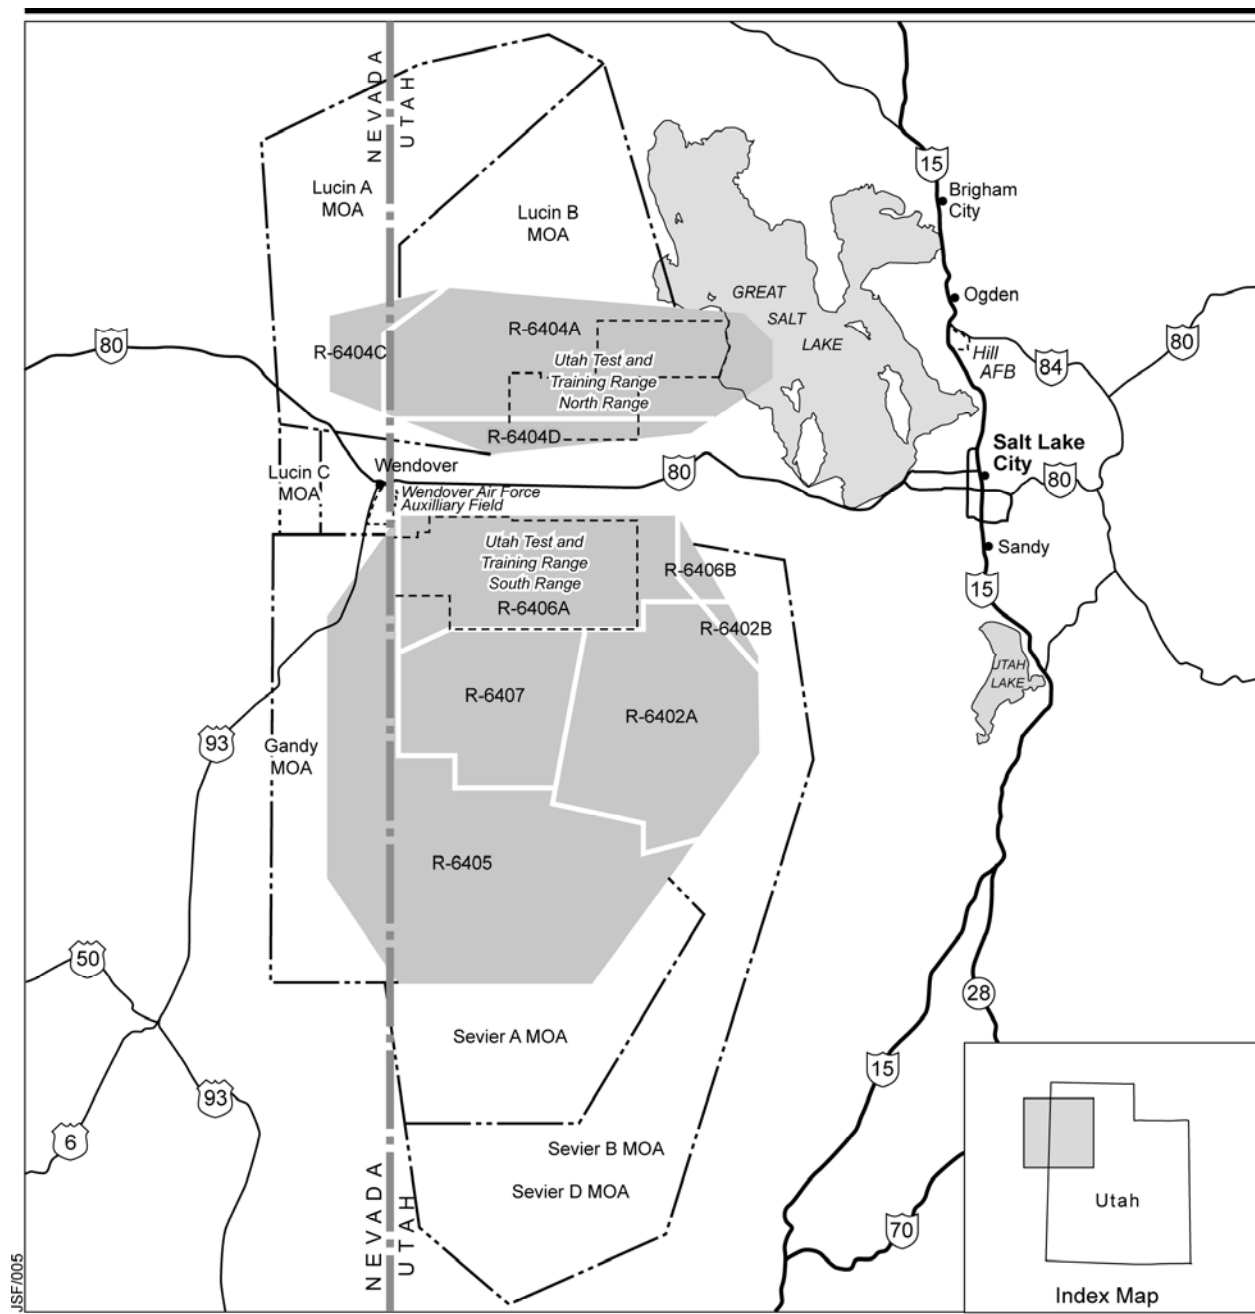 NEVADA
UTAH
15
Brigham
City
Lucin A
MOA
Lucin B
MOA
GREAT
SALT
LAKE
Ogden
80
R-6404C
R-6404A
Utah Test and
Training Range
North Range
Hill
AFB
84
80
R-6404D
Lucin C
MOA
Wendover
80
Salt Lake
City
80
Wendover Air Force
Auxilliary Field
Utah Test and
Training Range
South Range
R-6406A
R-6406B
Sandy
15
R-6402B
UTAH
LAKE
R-6407
R-6402A
93
Gandy
MOA
R-6405
50
28
Sevier A MOA
15
93
6
Sevier B MOA
Sevier D MOA
NEVADA
UTAH
70
Utah
Index Map
JSF/005